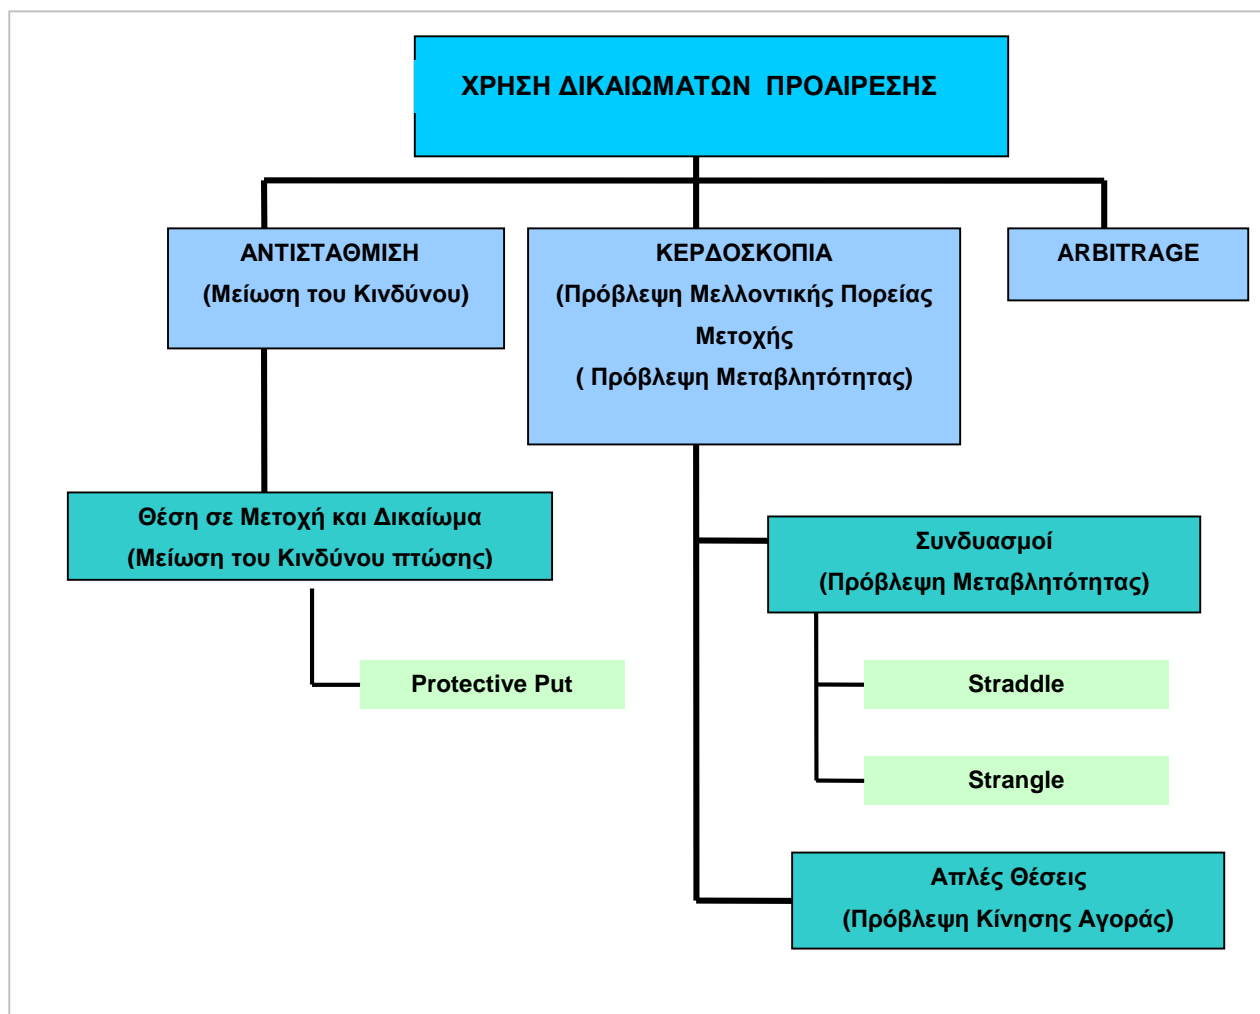 ΧΡΗΣΗ ΔΙΚΑΙΩΜΑΤΩΝ ΠΡΟΑΙΡΕΣΗΣ
ΑΝΤΙΣΤΑΘΜΙΣΗ
(Μείωση του Κινδύνου)
ΚΕΡΔΟΣΚΟΠΙΑ
(Πρόβλεψη Μελλοντικής Πορείας
Μετοχής
( Πρόβλεψη Μεταβλητότητας)
ARBITRAGE
Θέση σε Μετοχή και Δικαίωμα
(Μείωση του Κινδύνου πτώσης)
Protective Put
Συνδυασμοί
(Πρόβλεψη Μεταβλητότητας)
Straddle
Strangle
Απλές Θέσεις
(Πρόβλεψη Κίνησης Αγοράς)